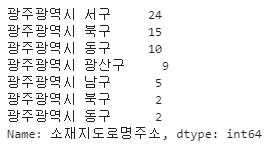 광주광역시 서구 24
광주광역시 북구 15
광주광역시 동구 10
광주광역시 광산구 9
광주광역시 남구 5
광주광역시 북구 2
광주광역시 동구 2
Name: 소재지도로명주소, dtype: int64